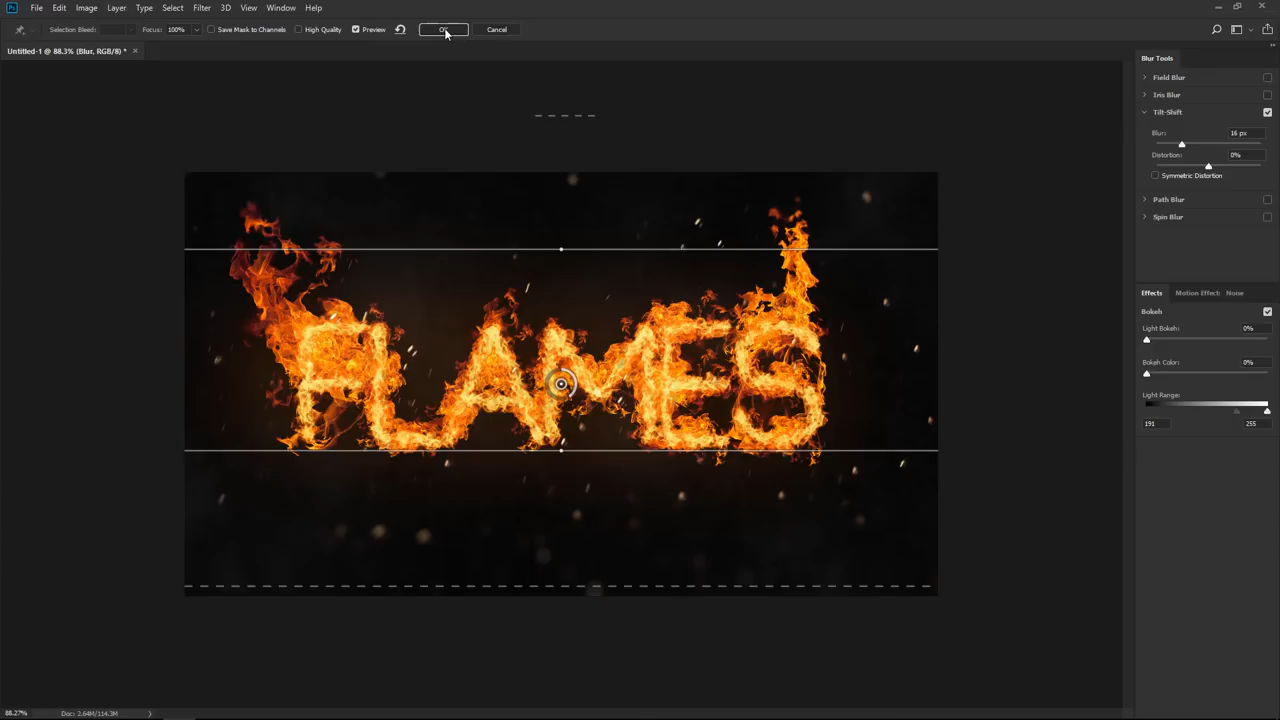 Ps File Edit Image Layer Type Select Filter 3D View Window Help
Selection Bleed: Focus: 100% Save Mask to Channels High Quality Preview OK Cancel
Untitled-1 @ 88.3% (Blur, RGB/8) * ×
Blur Tools
Field Blur
Iris Blur
Tilt-Shift
Blur: 16 px
Distortion: 0%
Symmetric Distortion
Path Blur
Spin Blur
FLAMES
Effects Motion Effect: Noise
Bokeh
Light Bokeh: 0%
Bokeh Color: 0%
Light Range:
191 255
88.27% Doc: 2.64M/114.3M